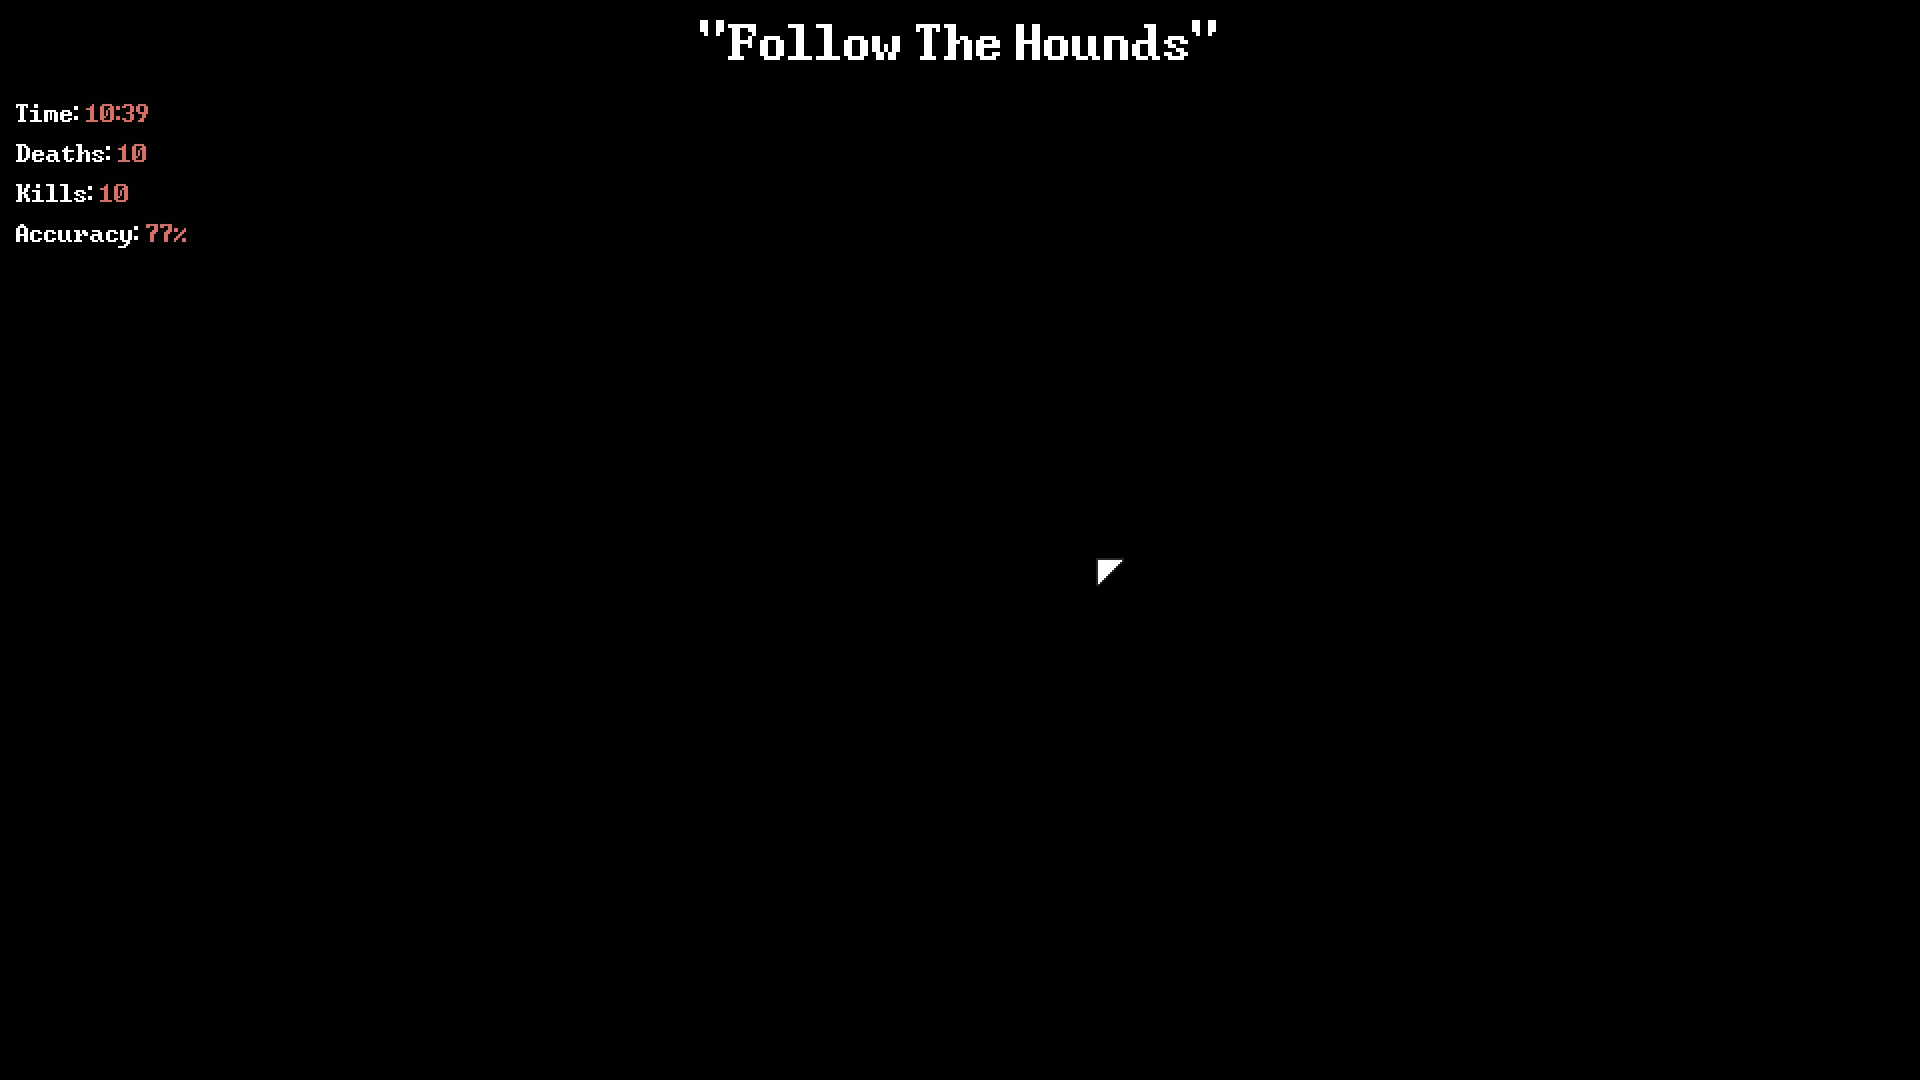 "Follow The Hounds"
Time: 10:39
Deaths: 10
Kills: 10
Accuracy: 77%